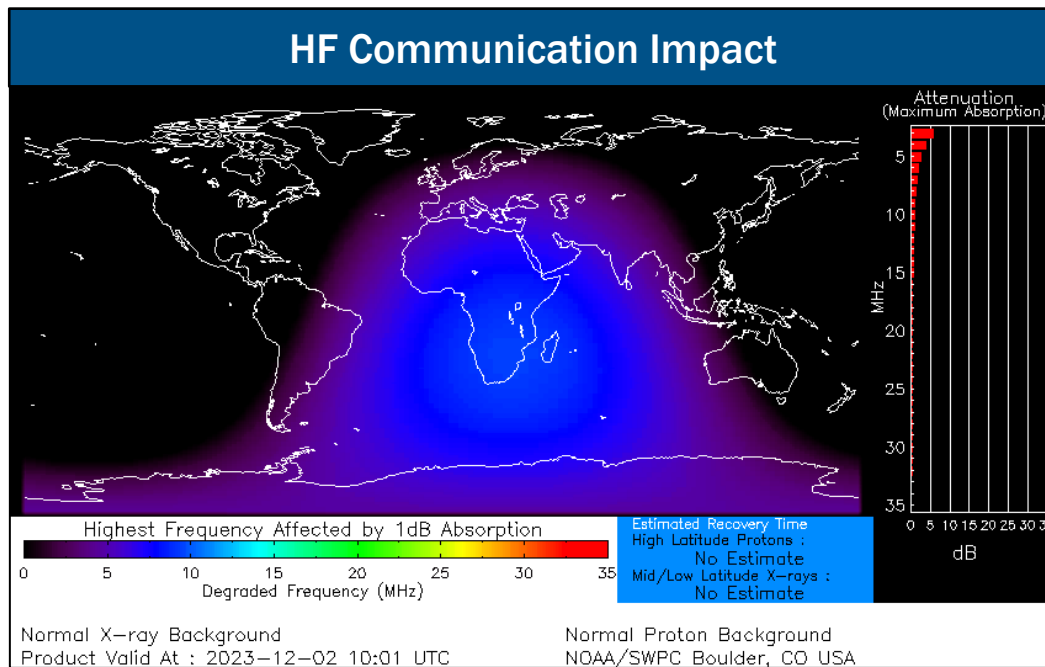 HF Communication Impact
Attenuation
(Maximum Absorption)
5
10
15
20
25
30
35
MHz
0 5 10 15 20 25 30
dB
Highest Frequency Affected by 1dB Absorption
0 5 10 15 20 25 30 35
Degraded Frequency (MHz)
Estimated Recovery Time
High Latitude Protons :
No Estimate
Mid/Low Latitude X-rays :
No Estimate
Normal X-ray Background
Normal Proton Background
Product Valid At : 2023-12-02 10:01 UTC
NOAA/SWPC Boulder, CO USA